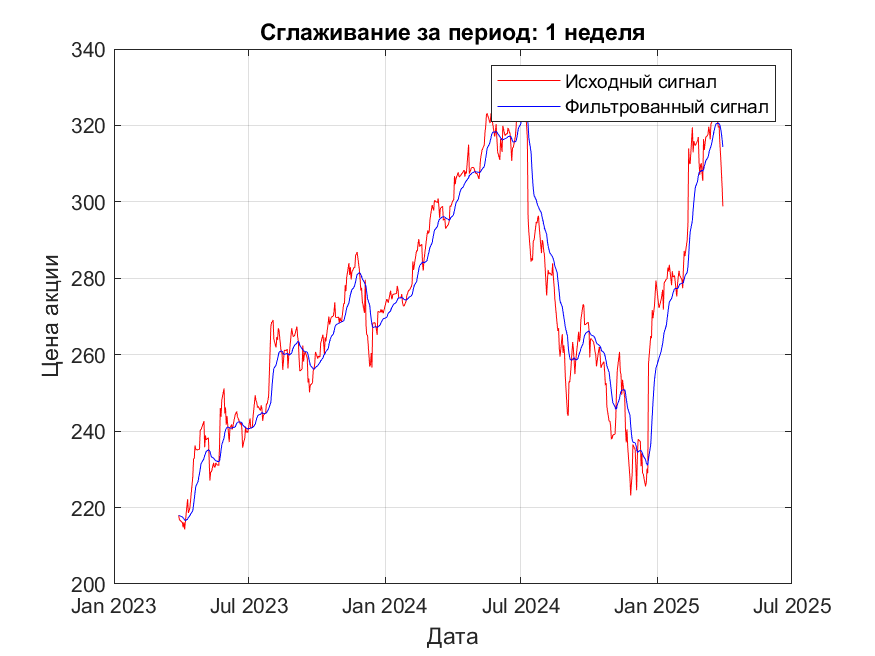 Сглаживание за период: 1 неделя
Исходный сигнал
Фильтрованный сигнал
Цена акции
340
320
300
280
260
240
220
200
Jan 2023
Jul 2023
Jan 2024
Jul 2024
Jan 2025
Jul 2025
Дата